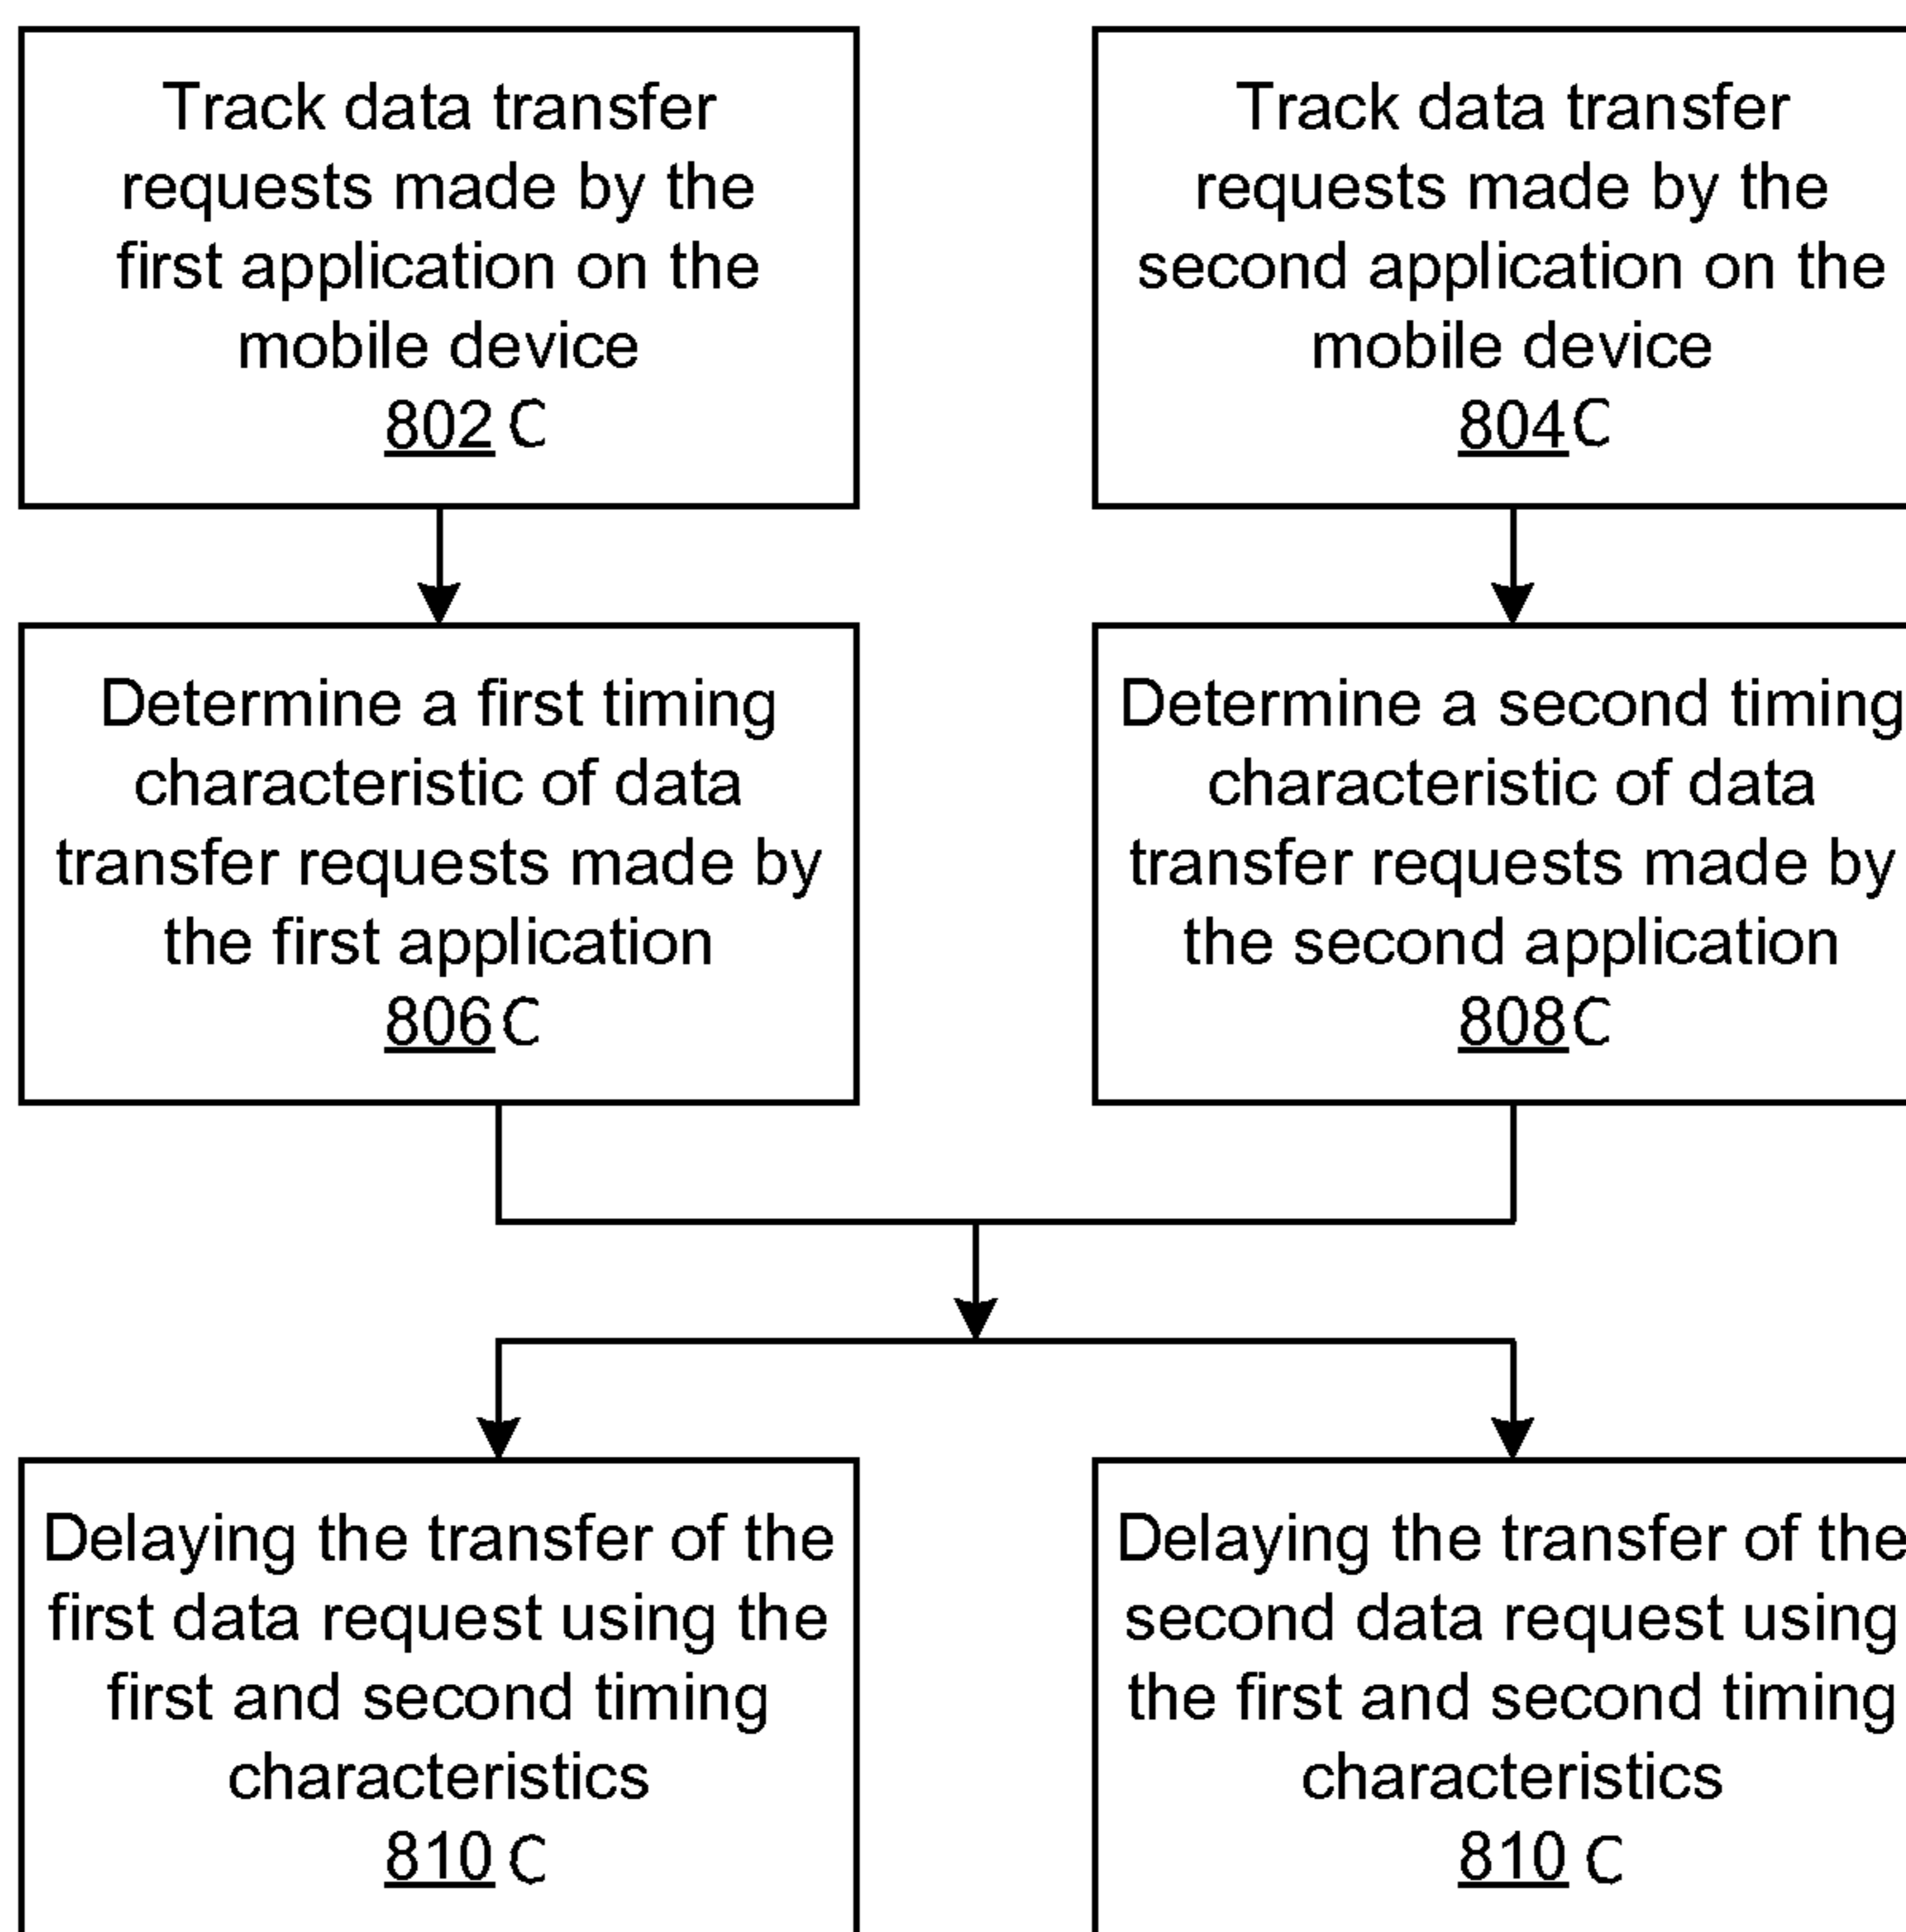 Track data transfer
requests made by the
first application on the
mobile device
802 C
Track data transfer
requests made by the
second application on the
mobile device
804C
Determine a first timing
characteristic of data
transfer requests made by
the first application
806C
Determine a second timing
characteristic of data
transfer requests made by
the second application
808C
Delaying the transfer of the
first data request using the
first and second timing
characteristics
810 C
Delaying the transfer of the
second data request using
the first and second timing
characteristics
810 C